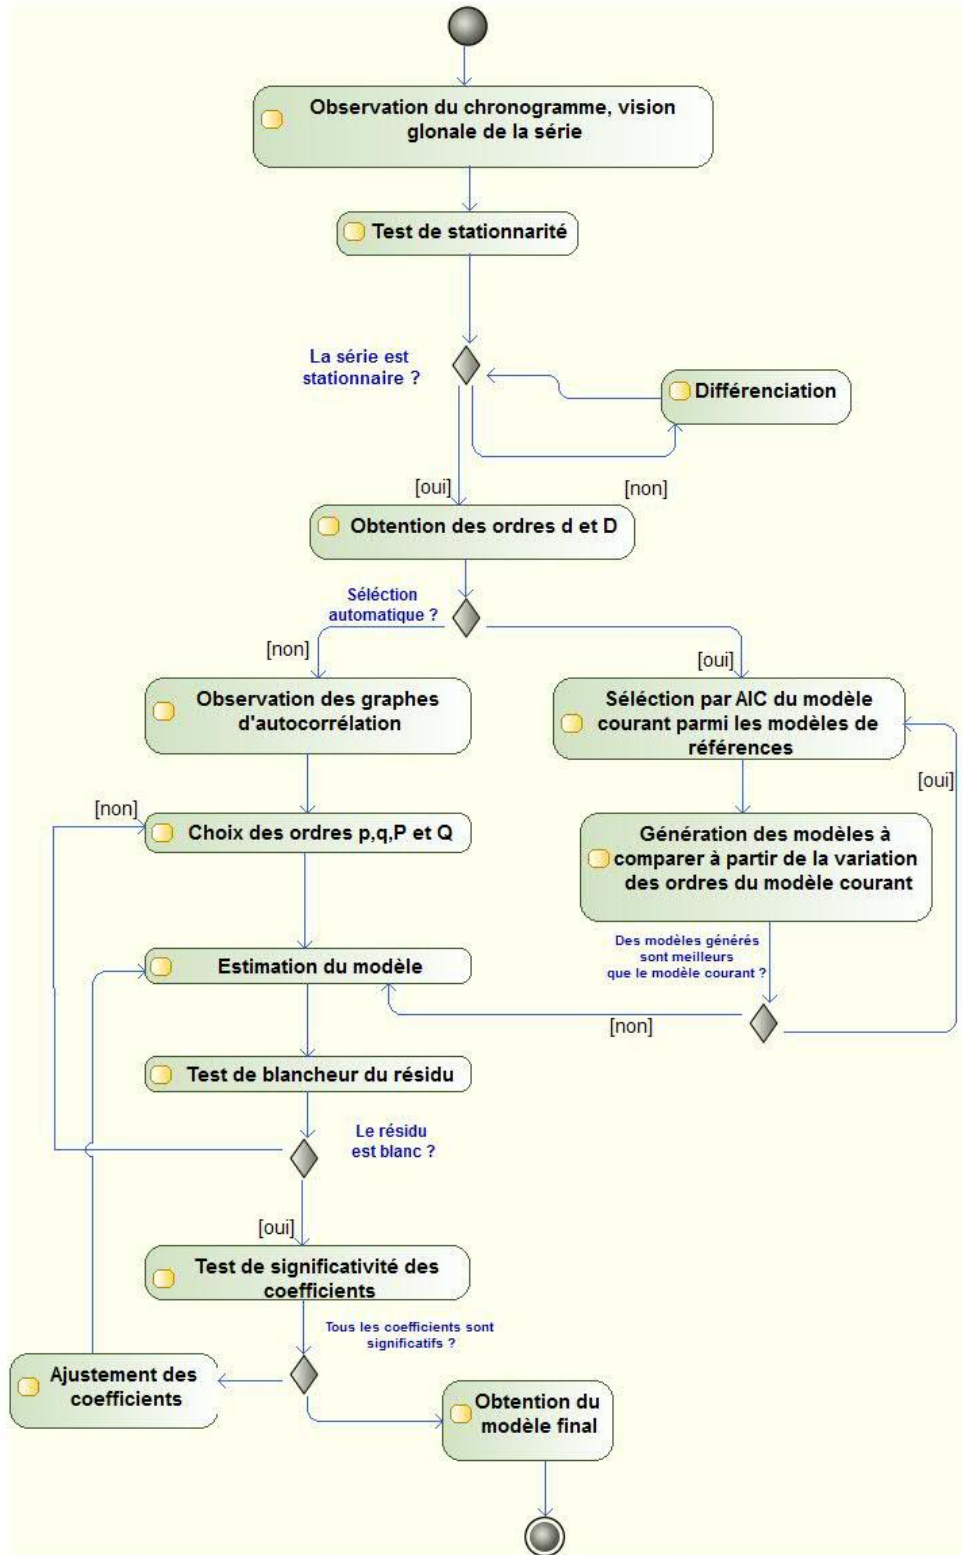 Observation du chronogramme, vision
glonale de la série
Test de stationnarité
La série est
stationnaire ?
Différenciation
[oui]
[non]
Obtention des ordres d et D
Séléction
automatique ?
[non]
[oui]
Observation des graphes
d'autocorrélation
Séléction par AIC du modèle
courant parmi les modèles de
références
[oui]
[non]
Choix des ordres p,q,P et Q
Génération des modèles à
comparer à partir de la variation
des ordres du modèle courant
Des modèles générés
sont meilleurs
que le modèle courant ?
Estimation du modèle
[non]
Test de blancheur du résidu
Le résidu
est blanc ?
[oui]
Test de significativité des
coefficients
Tous les coefficients sont
significatifs ?
Ajustement des
coefficients
Obtention du
modèle final